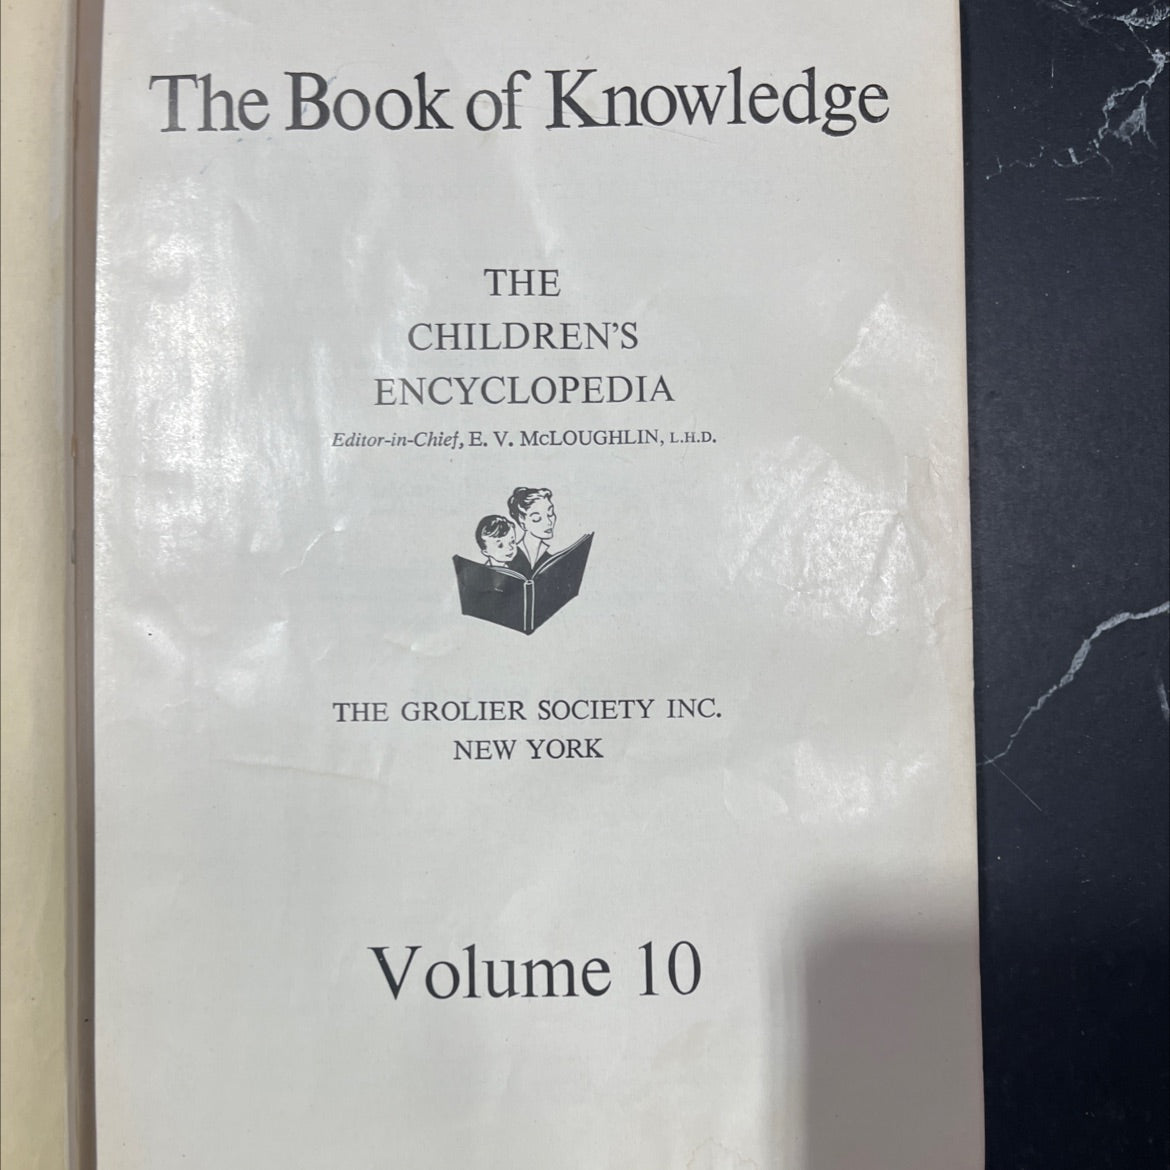 The Book of Knowledge
THE
CHILDREN'S
ENCYCLOPEDIA
Editor-in-Chief, E. V. McLOUGHLIN, L.H.D.
THE GROLIER SOCIETY INC.
NEW YORK
Volume 10